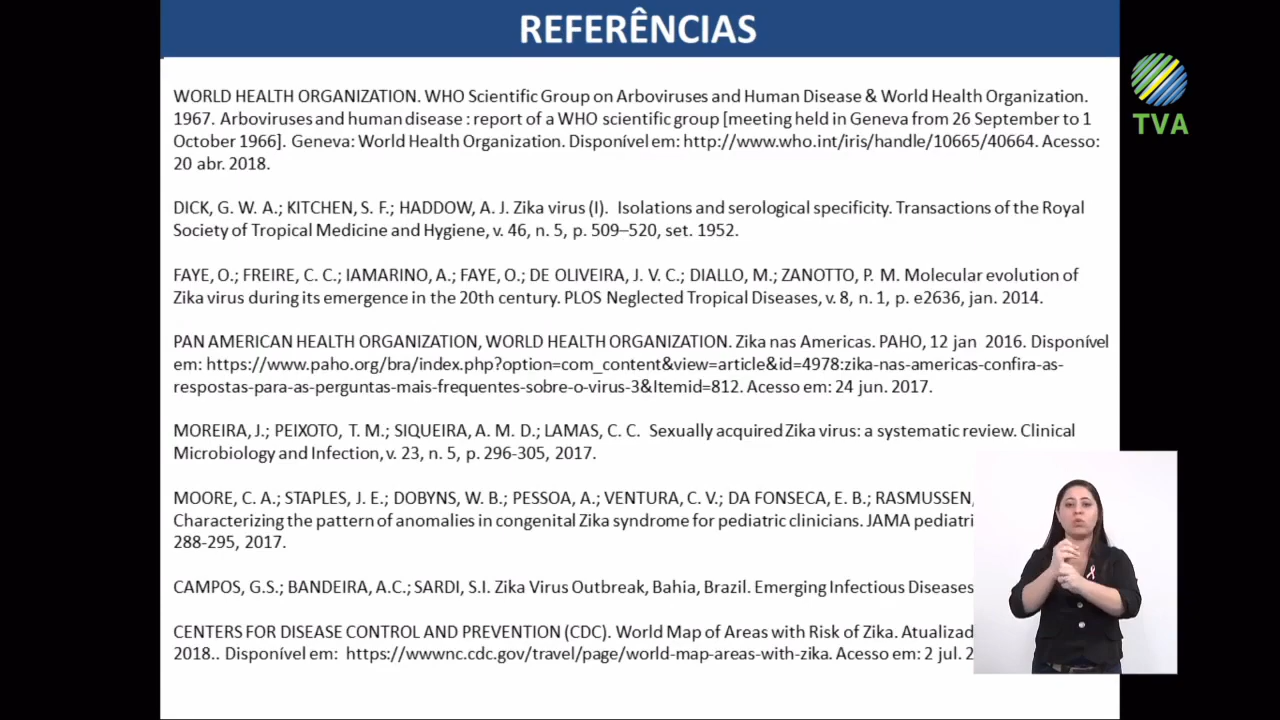 REFERÊNCIAS
TVA
WORLD HEALTH ORGANIZATION. WHO Scientific Group on Arboviruses and Human Disease & World Health Organization.
1967. Arboviruses and human disease : report of a WHO scientific group [meeting held in Geneva from 26 September to 1
October 1966]. Geneva: World Health Organization. Disponível em: http://www.who.int/iris/handle/10665/40664. Acesso:
20 abr. 2018.
DICK, G. W. A.; KITCHEN, S. F.; HADDOW, A. J. Zika virus (I). Isolations and serological specificity. Transactions of the Royal
Society of Tropical Medicine and Hygiene, v. 46, n. 5, p. 509–520, set. 1952.
FAYE, O.; FREIRE, C. C.; IAMARINO, A.; FAYE, O.; DE OLIVEIRA, J. V. C.; DIALLO, M.; ZANOTTO, P. M. Molecular evolution of
Zika virus during its emergence in the 20th century. PLOS Neglected Tropical Diseases, v. 8, n. 1, p. e2636, jan. 2014.
PAN AMERICAN HEALTH ORGANIZATION, WORLD HEALTH ORGANIZATION. Zika nas Americas. PAHO, 12 jan 2016. Disponível
em: https://www.paho.org/bra/index.php?option=com_content&view=article&id=4978:zika-nas-americas-confira-as-
respostas-para-as-perguntas-mais-frequentes-sobre-o-virus-3&Itemid=812. Acesso em: 24 jun. 2017.
MOREIRA, J.; PEIXOTO, T. M.; SIQUEIRA, A. M. D.; LAMAS, C. C. Sexually acquired Zika virus: a systematic review. Clinical
Microbiology and Infection, v. 23, n. 5, p. 296-305, 2017.
MOORE, C. A.; STAPLES, J. E.; DOBYNS, W. B.; PESSOA, A.; VENTURA, C. V.; DA FONSECA, E. B.; RASMUSSEN,
Characterizing the pattern of anomalies in congenital Zika syndrome for pediatric clinicians. JAMA pediatri
288-295, 2017.
CAMPOS, G.S.; BANDEIRA, A.C.; SARDI, S.I. Zika Virus Outbreak, Bahia, Brazil. Emerging Infectious Diseases
CENTERS FOR DISEASE CONTROL AND PREVENTION (CDC). World Map of Areas with Risk of Zika. Atualizad
2018.. Disponível em: https://wwwnc.cdc.gov/travel/page/world-map-areas-with-zika. Acesso em: 2 jul. 2